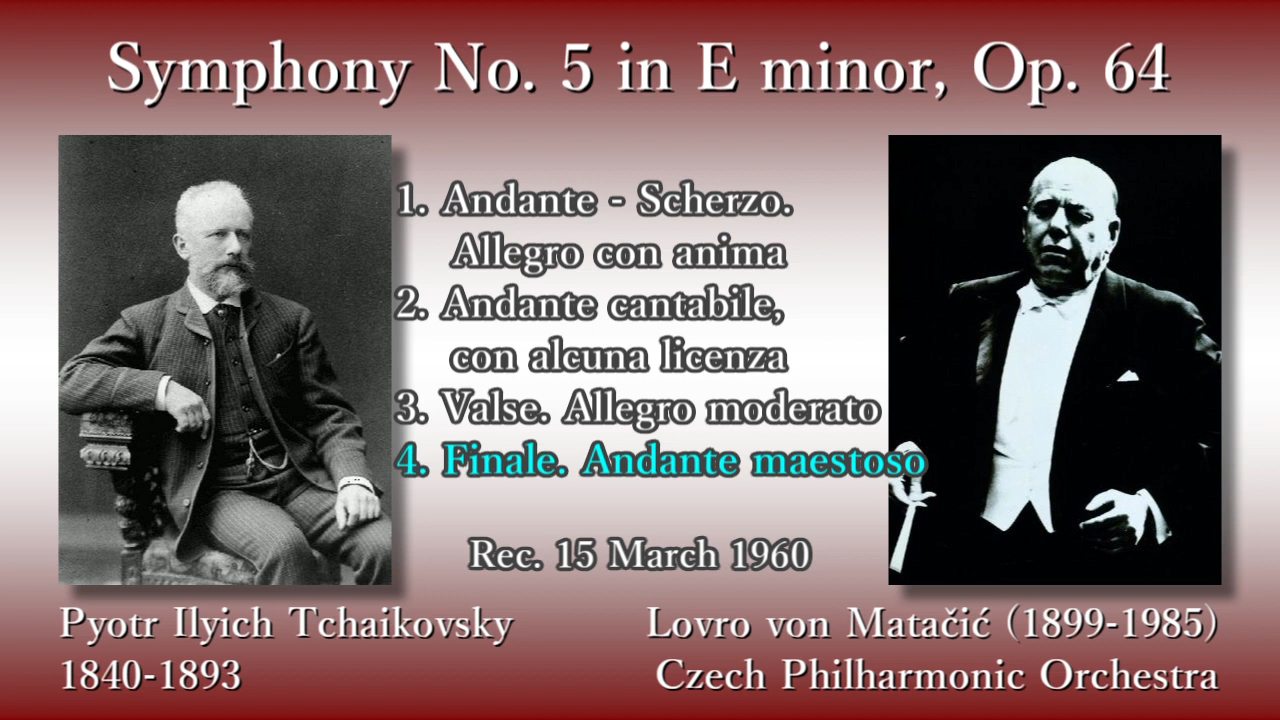 Symphony No. 5 in E minor, Op. 64
1. Andante - Scherzo.
Allegro con anima
2. Andante cantabile,
con alcuna licenza
3. Valse. Allegro moderato
4. Finale. Andante maestoso
Rec. 15 March 1960
Pyotr Ilyich Tchaikovsky
1840-1893
Lovro von Matačić (1899-1985)
Czech Philharmonic Orchestra